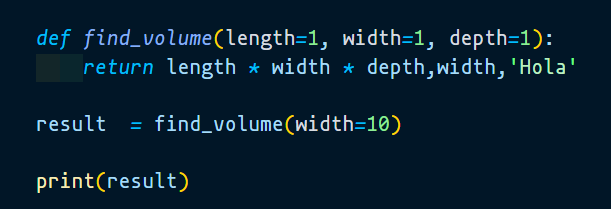 def find_volume(length=1, width=1, depth=1):
    return length * width * depth,width,'Hola'
result  = find_volume(width=10)
print(result)